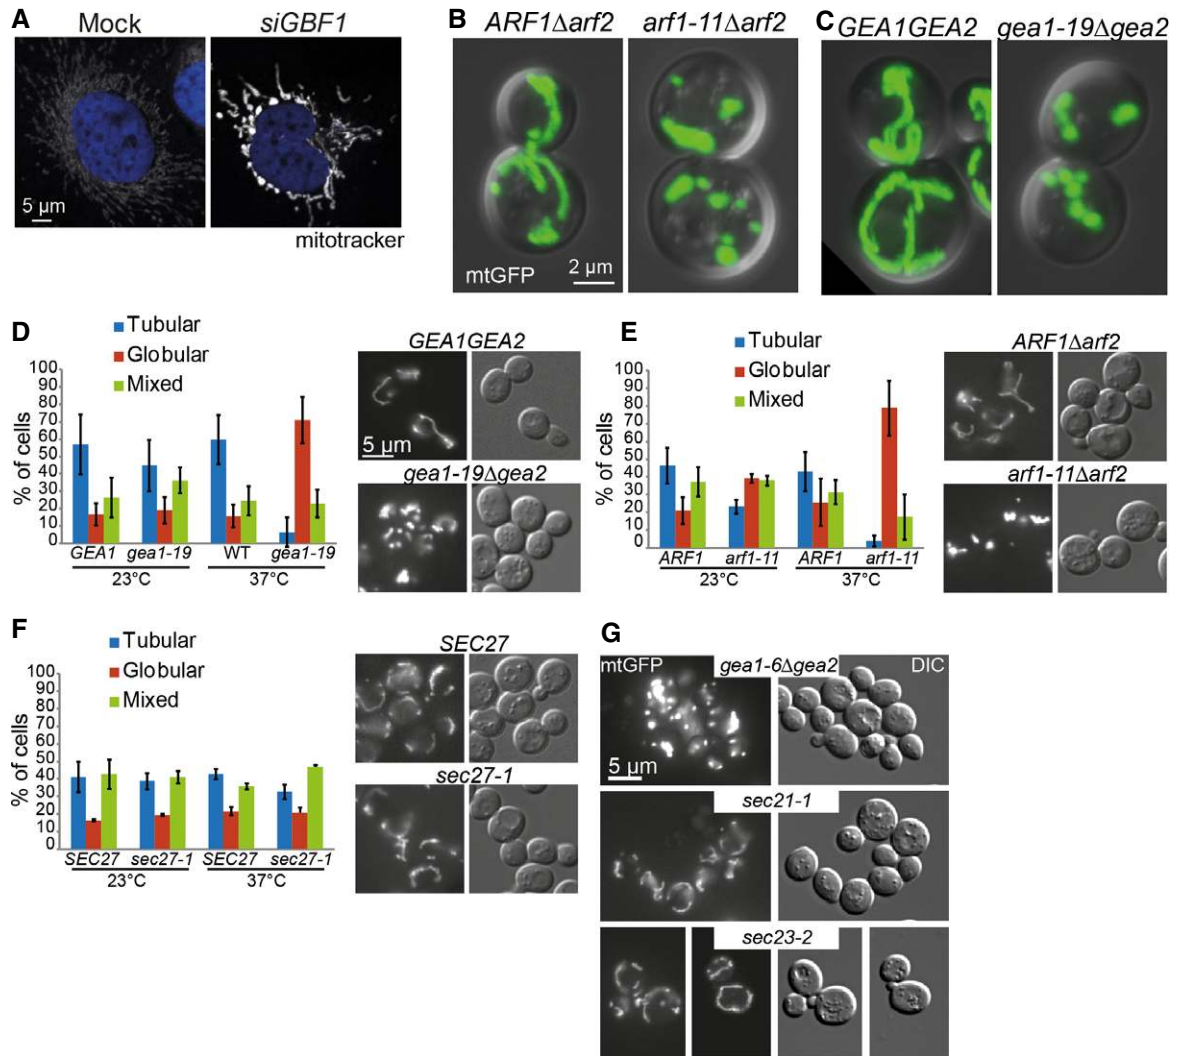 A
Mock
siGBF1
5 µm
mitotracker
B
ARF1Δarf2
arf1-11Δarf2
mtGFP
2 µm
C
GEA1GEA2
gea1-19Δgea2
D
Tubular
Globular
Mixed
% of cells
100
90
80
70
60
50
40
30
20
10
0
GEA1
gea1-19
WT
gea1-19
23°C
37°C
GEA1GEA2
5 µm
gea1-19Δgea2
E
Tubular
Globular
Mixed
% of cells
100
90
80
70
60
50
40
30
20
10
0
ARF1
arf1-11
ARF1
arf1-11
23°C
37°C
ARF1Δarf2
arf1-11Δarf2
F
Tubular
Globular
Mixed
% of cells
100
90
80
70
60
50
40
30
20
10
0
SEC27
sec27-1
SEC27
sec27-1
23°C
37°C
SEC27
sec27-1
G
mtGFP
gea1-6Δgea2
DIC
5 µm
sec21-1
sec23-2